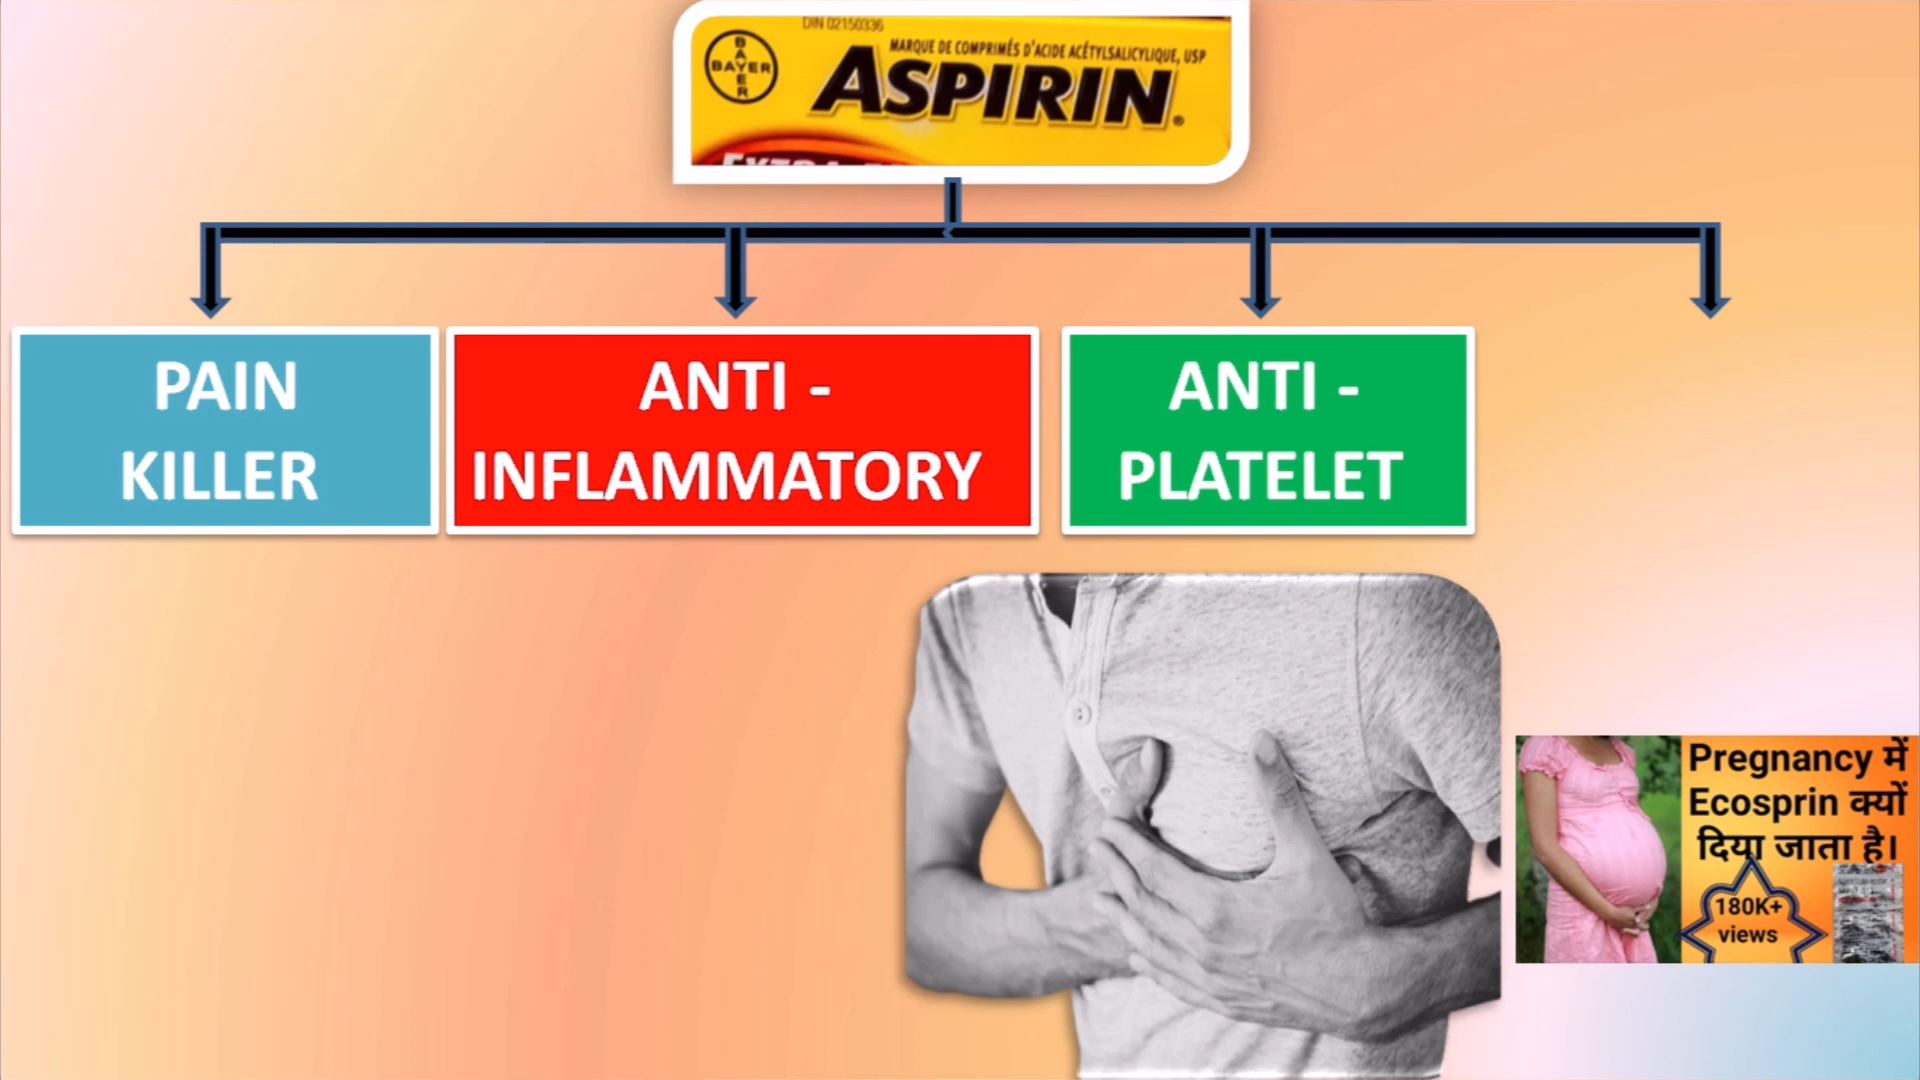 DIN 02150336
BAYER
BAYER
MARQUE DE COMPRIMÉS D'ACIDE ACÉTYLSALICYLIQUE, USP
ASPIRIN®
PAIN
KILLER
ANTI -
INFLAMMATORY
ANTI -
PLATELET
Pregnancy में
Ecosprin क्यों
दिया जाता है।
180K+
views